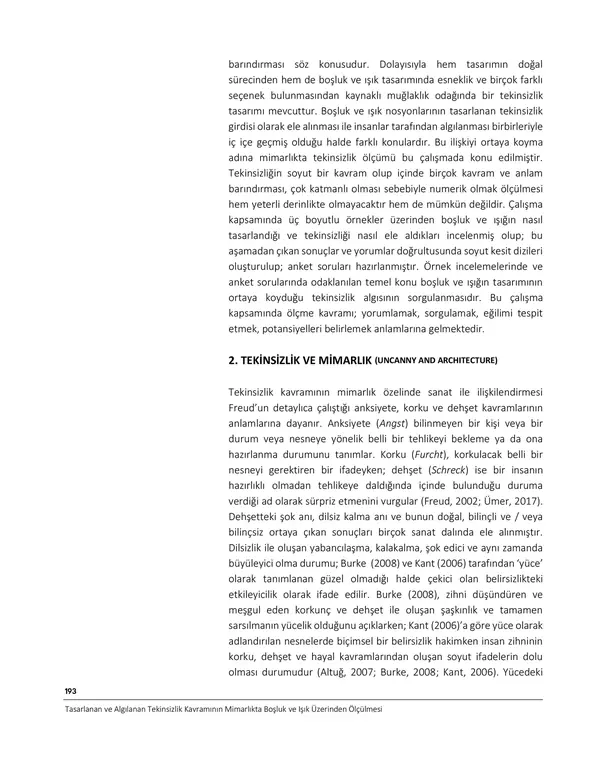 barındırması söz konusudur. Dolayısıyla hem tasarımın doğal
sürecinden hem de boşluk ve ışık tasarımında esneklik ve birçok farklı
seçenek bulunmasından kaynaklı muğlaklık odağında bir tekinsizlik
tasarımı mevcuttur. Boşluk ve ışık nosyonlarının tasarlanan tekinsizlik
girdisi olarak ele alınması ile insanlar tarafından algılanması birbirleriyle
iç içe geçmiş olduğu halde farklı konulardır. Bu ilişkiyi ortaya koyma
adına mimarlıkta tekinsizlik ölçümü bu çalışmada konu edilmiştir.
Tekinsizliğin soyut bir kavram olup içinde birçok kavram ve anlam
barındırması, çok katmanlı olması sebebiyle numerik olmak ölçülmesi
hem yeterli derinlikte olmayacaktır hem de mümkün değildir. Çalışma
kapsamında üç boyutlu örnekler üzerinden boşluk ve ışığın nasıl
tasarlandığı ve tekinsizliği nasıl ele aldıkları incelenmiş olup; bu
aşamadan çıkan sonuçlar ve yorumlar doğrultusunda soyut kesit dizileri
oluşturulup; anket soruları hazırlanmıştır. Örnek incelemelerinde ve
anket sorularında odaklanılan temel konu boşluk ve ışığın tasarımının
ortaya koyduğu tekinsizlik algısının sorgulanmasıdır. Bu çalışma
kapsamında ölçme kavramı; yorumlamak, sorgulamak, eğilimi tespit
etmek, potansiyelleri belirlemek anlamlarına gelmektedir.
2. TEKİNSİZLİK VE MİMARLIK (UNCANNY AND ARCHITECTURE)
Tekinsizlik kavramının mimarlık özelinde sanat ile ilişkilendirmesi
Freud'un detaylıca çalıştığı anksiyete, korku ve dehşet kavramlarının
anlamlarına dayanır. Anksiyete (Angst) bilinmeyen bir kişi veya bir
durum veya nesneye yönelik belli bir tehlikeyi bekleme ya da ona
hazırlanma durumunu tanımlar. Korku (Furcht), korkulacak belli bir
nesneyi gerektiren bir ifadeyken; dehşet (Schreck) ise bir insanın
hazırlıklı olmadan tehlikeye daldığında içinde bulunduğu duruma
verdiği ad olarak sürpriz etmenini vurgular (Freud, 2002; Ümer, 2017).
Dehşetteki şok anı, dilsiz kalma anı ve bunun doğal, bilinçli ve / veya
bilinçsiz ortaya çıkan sonuçları birçok sanat dalında ele alınmıştır.
Dilsizlik ile oluşan yabancılaşma, kalakalma, şok edici ve aynı zamanda
büyüleyici olma durumu; Burke (2008) ve Kant (2006) tarafından 'yüce'
olarak tanımlanan güzel olmadığı halde çekici olan belirsizlikteki
etkileyicilik olarak ifade edilir. Burke (2008), zihni düşündüren ve
meşgul eden korkunç ve dehşet ile oluşan şaşkınlık ve tamamen
sarsılmanın yücelik olduğunu açıklarken; Kant (2006)'a göre yüce olarak
adlandırılan nesnelerde biçimsel bir belirsizlik hakimken insan zihninin
korku, dehşet ve hayal kavramlarından oluşan soyut ifadelerin dolu
olması durumudur (Altuğ, 2007; Burke, 2008; Kant, 2006). Yücedeki
193
Tasarlanan ve Algılanan Tekinsizlik Kavramının Mimarlıkta Boşluk ve Işık Üzerinden Ölçülmesi